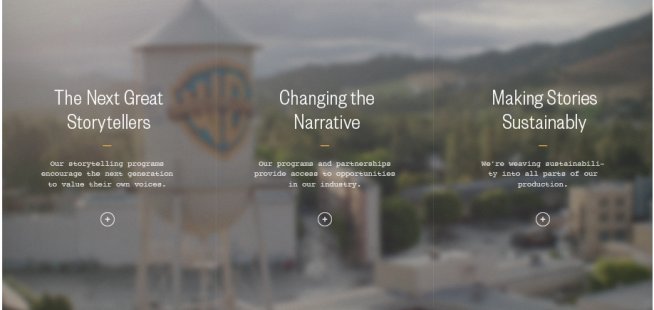 The Next Great
Storytellers
Our storytelling programs
encourage the next generation
to value their own voices.
Changing the
Narrative
Our programs and partnerships
provide access to opportunities
in our industry.
Making Stories
Sustainably
We're weaving sustainabili-
ty into all parts of our
production.